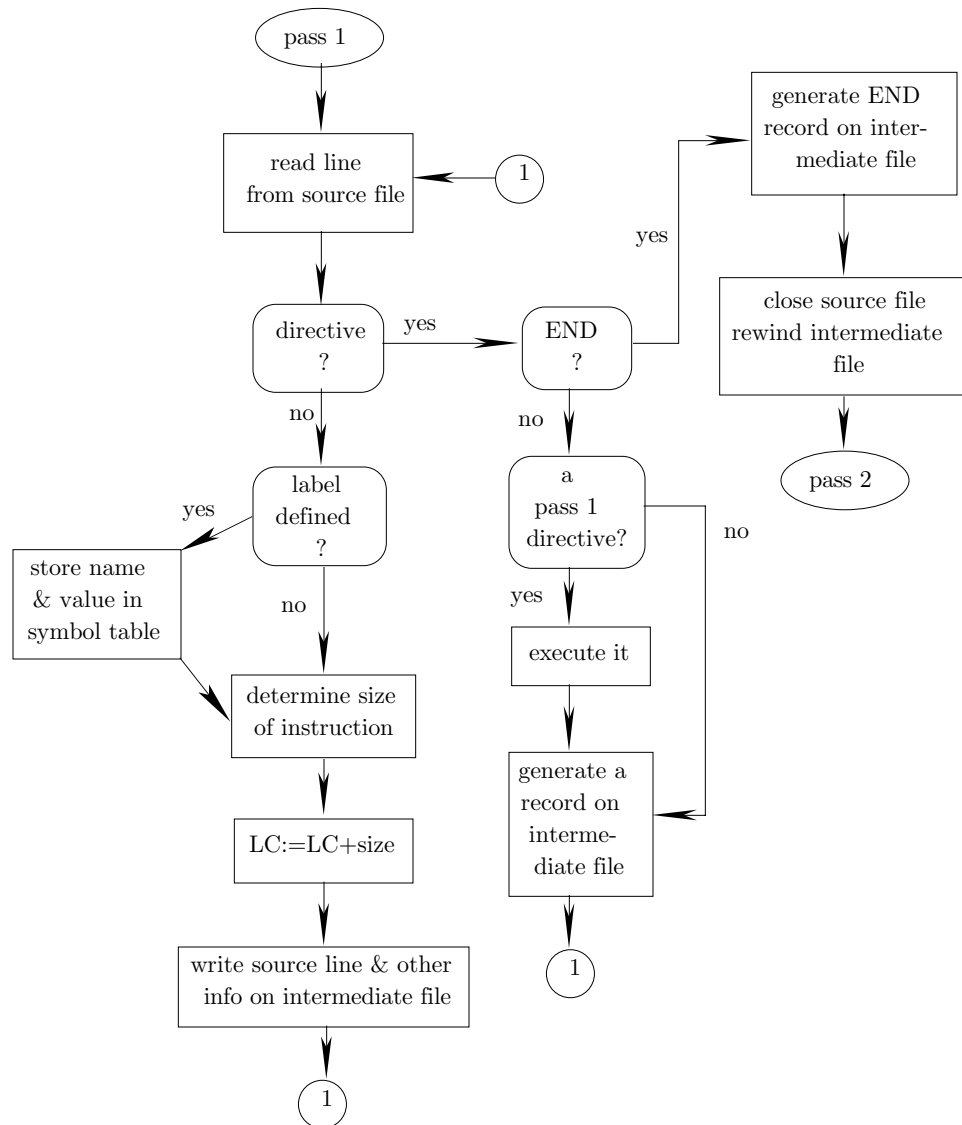 pass 1
read line
from source file
1
directive
?
yes
no
END
?
yes
no
generate END
record on inter-
mediate file
close source file
rewind intermediate
file
pass 2
label
defined
?
yes
no
store name
& value in
symbol table
determine size
of instruction
LC:=LC+size
write source line & other
info on intermediate file
1
a
pass 1
directive?
yes
no
execute it
generate a
record on
interme-
diate file
1